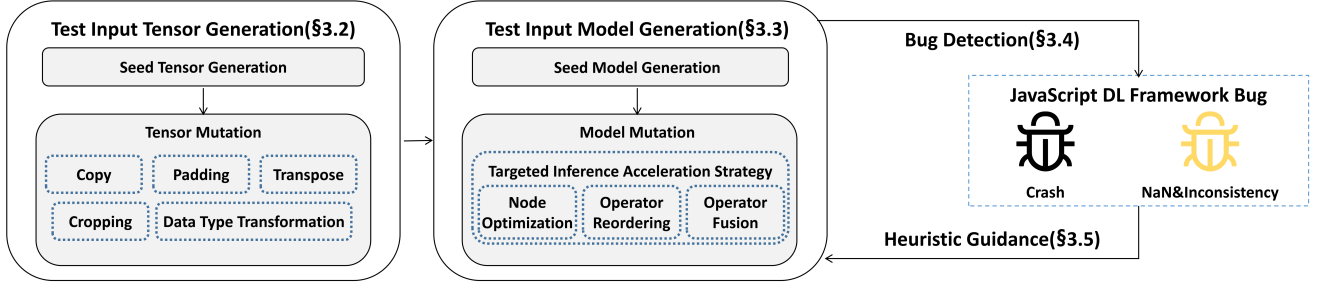 Test Input Tensor Generation(§3.2)
Seed Tensor Generation
Tensor Mutation
Copy
Padding
Transpose
Cropping
Data Type Transformation
Test Input Model Generation(§3.3)
Seed Model Generation
Model Mutation
Targeted Inference Acceleration Strategy
Node
Optimization
Operator
Reordering
Operator
Fusion
Bug Detection(§3.4)
JavaScript DL Framework Bug
Crash
NaN&Inconsistency
Heuristic Guidance(§3.5)